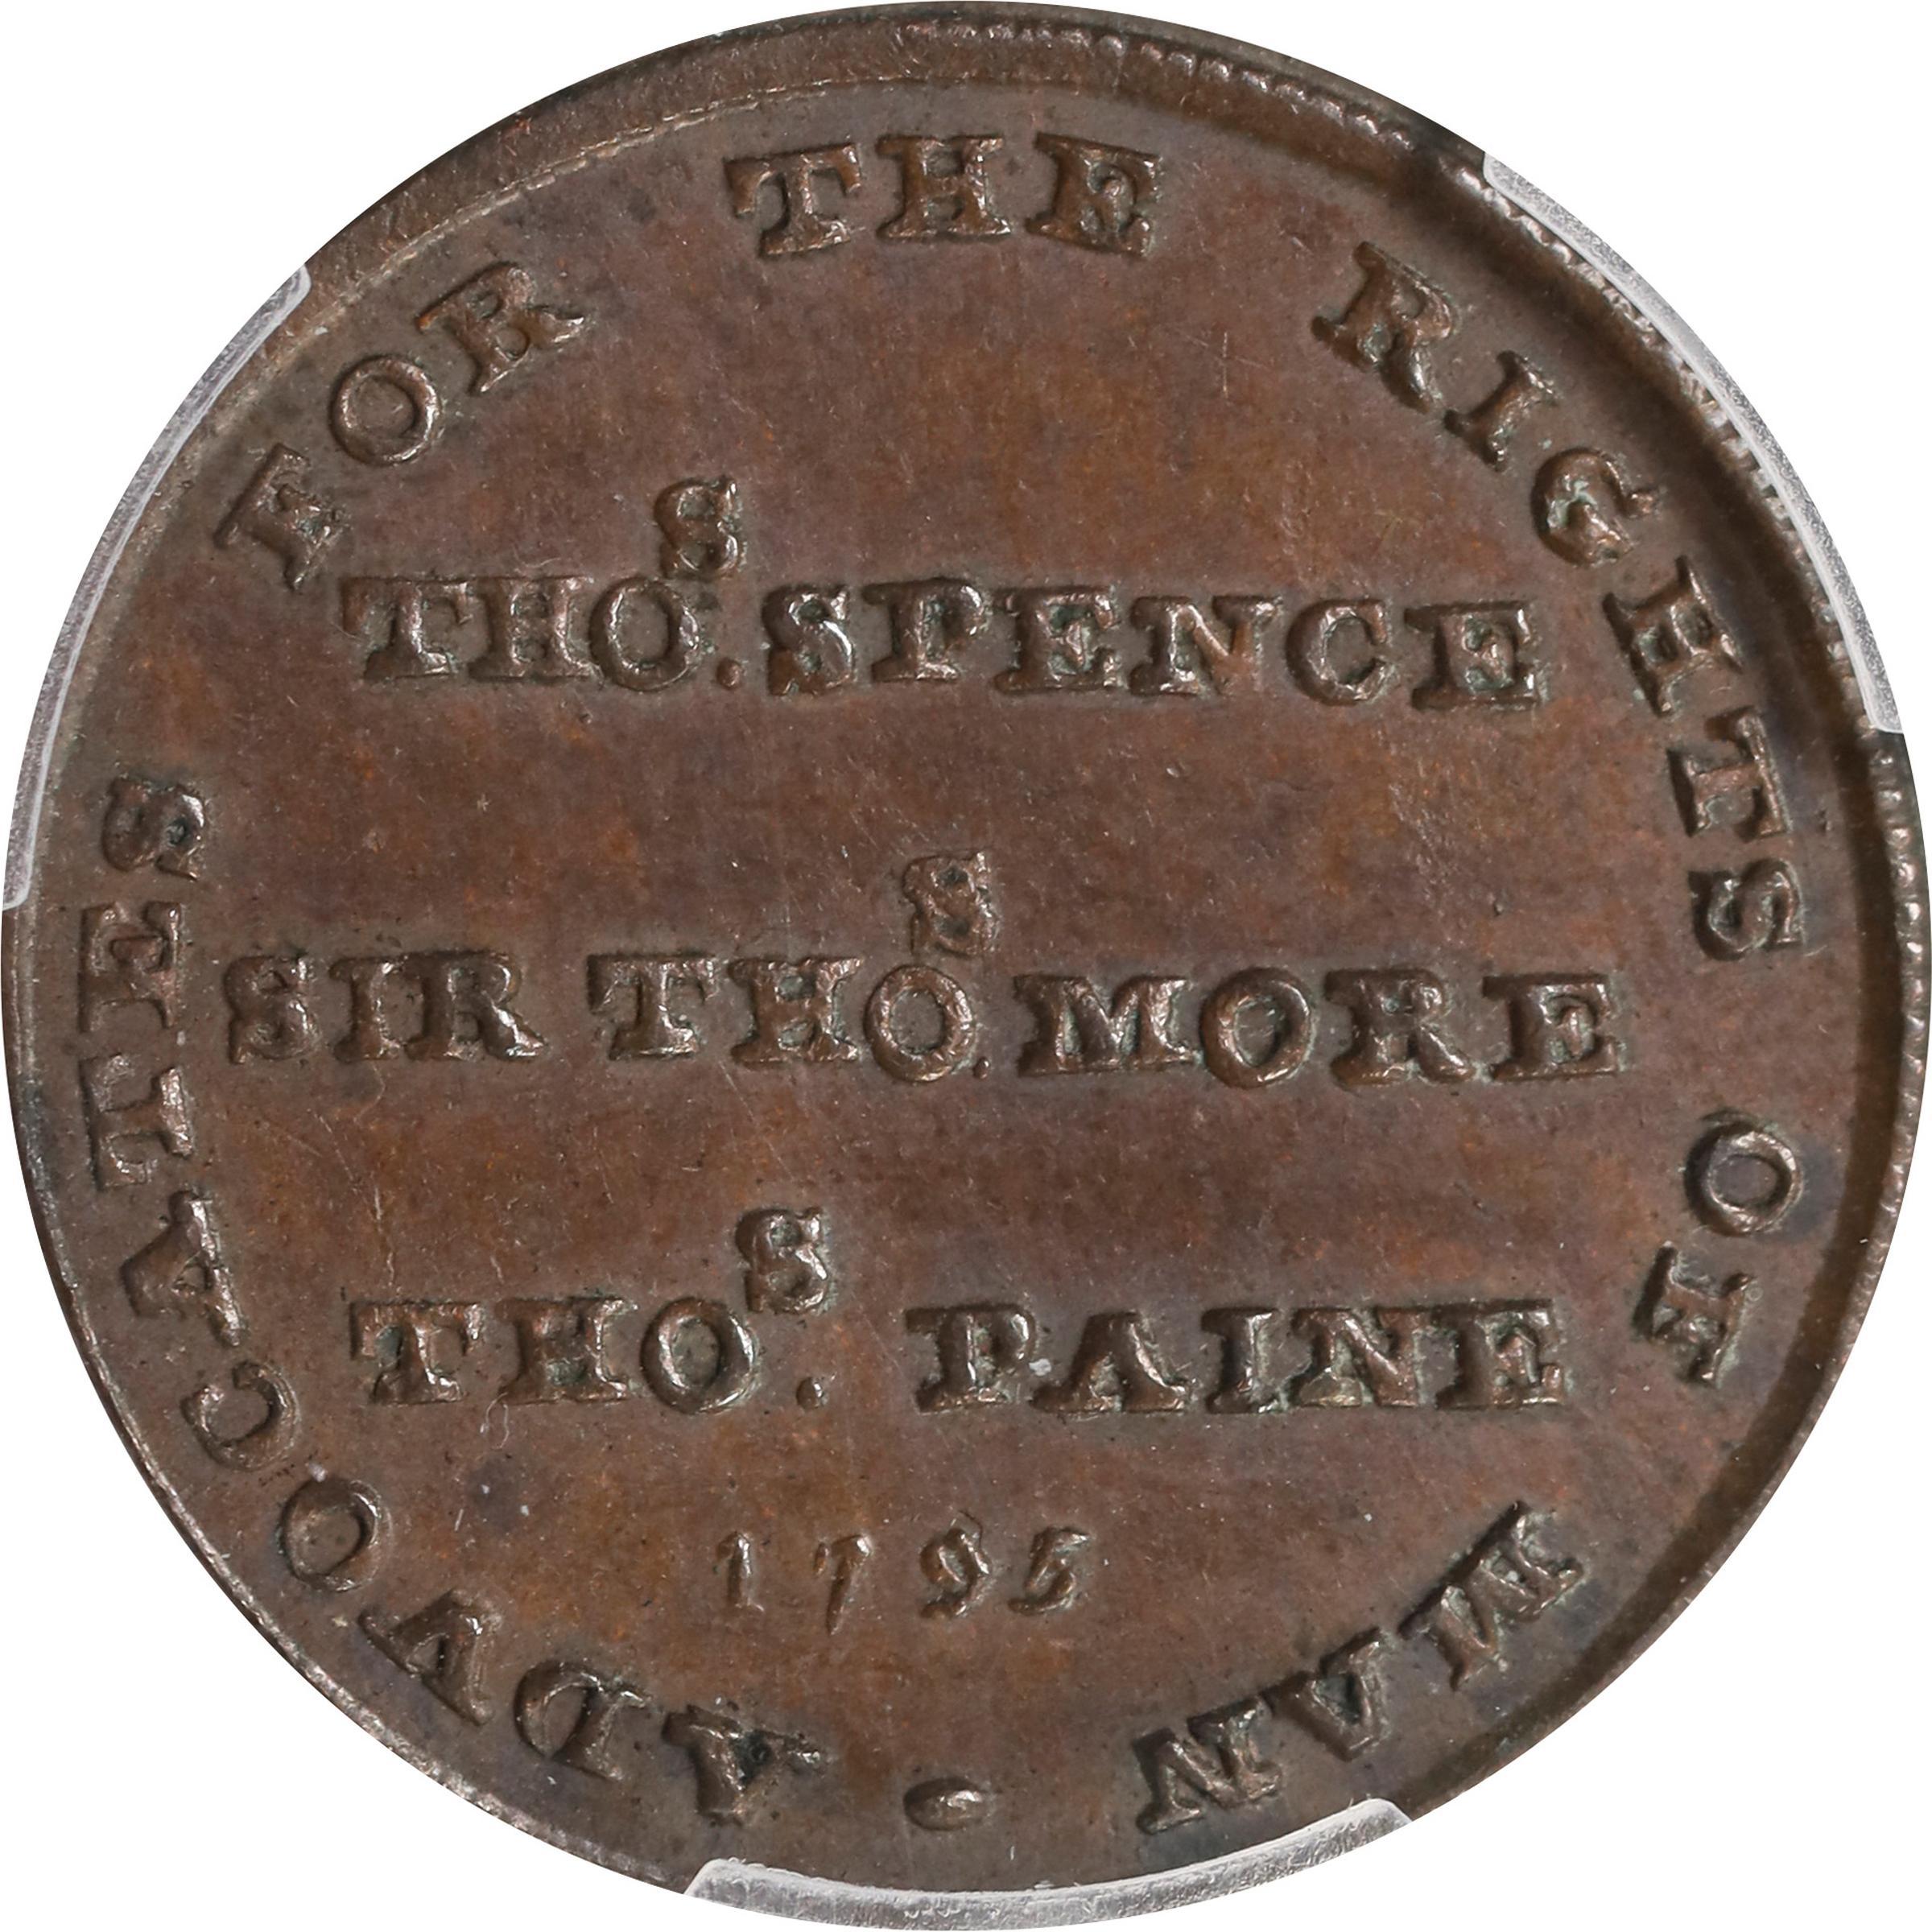 ADVOCATES FOR THE RIGHTS OF MAN
THOS. SPENCE
SIR THOS. MORE
THOS. PAINE
1795